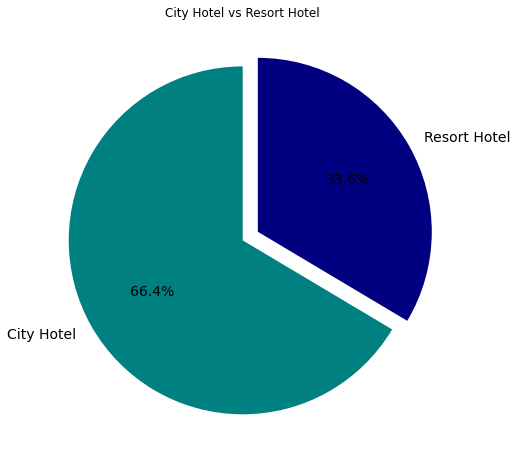 City Hotel vs Resort Hotel
Resort Hotel
33.6%
66.4%
City Hotel